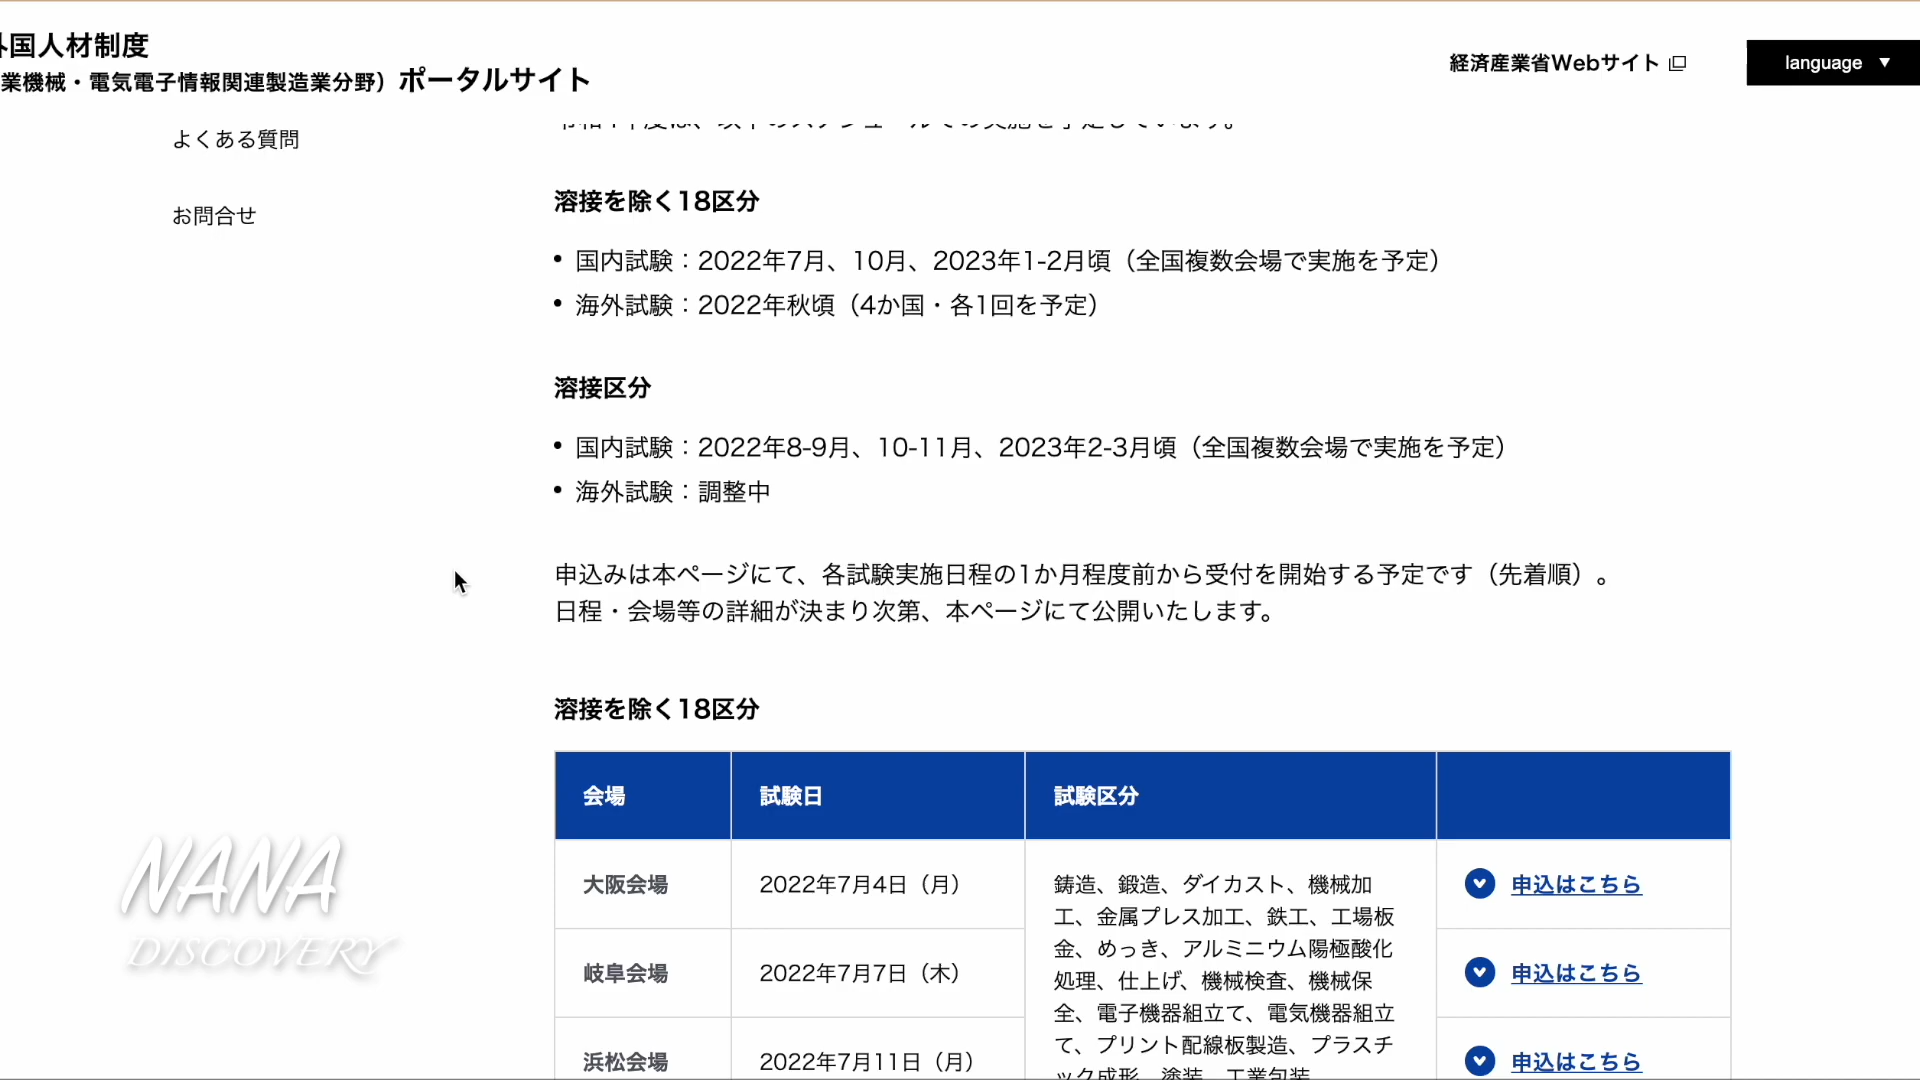 外国人材制度
業機械・電気電子情報関連製造業分野）ポータルサイト
経済産業省Webサイト
language ▼
よくある質問
お問合せ
溶接を除く18区分
• 国内試験：2022年7月、10月、2023年1-2月頃（全国複数会場で実施を予定）
• 海外試験：2022年秋頃（4か国・各1回を予定）
溶接区分
• 国内試験：2022年8-9月、10-11月、2023年2-3月頃（全国複数会場で実施を予定）
• 海外試験：調整中
申込みは本ページにて、各試験実施日程の1か月程度前から受付を開始する予定です（先着順）。
日程・会場等の詳細が決まり次第、本ページにて公開いたします。
溶接を除く18区分
会場 試験日 試験区分
大阪会場 2022年7月4日（月）
鋳造、鍛造、ダイカスト、機械加
工、金属プレス加工、鉄工、工場板
金、めっき、アルミニウム陽極酸化
処理、仕上げ、機械検査、機械保
全、電子機器組立て、電気機器組立
て、プリント配線板製造、プラスチ
ック成形、塗装、工業包装
申込はこちら
岐阜会場 2022年7月7日（木）
申込はこちら
浜松会場 2022年7月11日（月）
申込はこちら
NANA
DISCOVERY